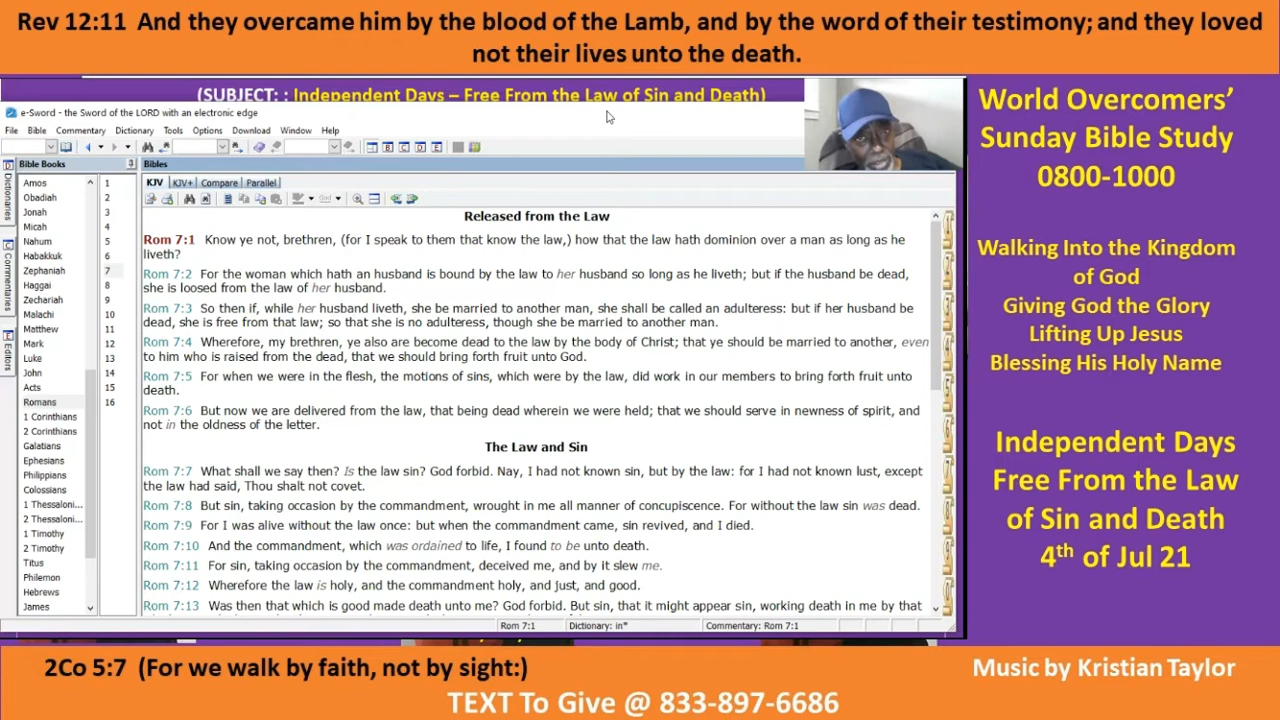 Rev 12:11  And they overcame him by the blood of the Lamb, and by the word of their testimony; and they loved
not their lives unto the death.
(SUBJECT: : Independent Days – Free From the Law of Sin and Death)
e-Sword - the Sword of the LORD with an electronic edge
File Bible Commentary Dictionary Tools Options Download Window Help
Bible Books
Bibles
KJV KJV+ Compare Parallel
Dictionaries
Commentaries
Editors
Amos 1
Obadiah 2
Jonah 3
Micah 4
Nahum 5
Habakkuk 6
Zephaniah 7
Haggai 8
Zechariah 9
Malachi 10
Matthew 11
Mark 12
Luke 13
John 14
Acts 15
Romans 16
1 Corinthians
2 Corinthians
Galatians
Ephesians
Philippians
Colossians
1 Thessaloni...
2 Thessaloni...
1 Timothy
2 Timothy
Titus
Philemon
Hebrews
James
Released from the Law
Rom 7:1 Know ye not, brethren, (for I speak to them that know the law,) how that the law hath dominion over a man as long as he
liveth?
Rom 7:2 For the woman which hath an husband is bound by the law to her husband so long as he liveth; but if the husband be dead,
she is loosed from the law of her husband.
Rom 7:3 So then if, while her husband liveth, she be married to another man, she shall be called an adulteress: but if her husband be
dead, she is free from that law; so that she is no adulteress, though she be married to another man.
Rom 7:4 Wherefore, my brethren, ye also are become dead to the law by the body of Christ; that ye should be married to another, even
to him who is raised from the dead, that we should bring forth fruit unto God.
Rom 7:5 For when we were in the flesh, the motions of sins, which were by the law, did work in our members to bring forth fruit unto
death.
Rom 7:6 But now we are delivered from the law, that being dead wherein we were held; that we should serve in newness of spirit, and
not in the oldness of the letter.
The Law and Sin
Rom 7:7 What shall we say then? Is the law sin? God forbid. Nay, I had not known sin, but by the law: for I had not known lust, except
the law had said, Thou shalt not covet.
Rom 7:8 But sin, taking occasion by the commandment, wrought in me all manner of concupiscence. For without the law sin was dead.
Rom 7:9 For I was alive without the law once: but when the commandment came, sin revived, and I died.
Rom 7:10 And the commandment, which was ordained to life, I found to be unto death.
Rom 7:11 For sin, taking occasion by the commandment, deceived me, and by it slew me.
Rom 7:12 Wherefore the law is holy, and the commandment holy, and just, and good.
Rom 7:13 Was then that which is good made death unto me? God forbid. But sin, that it might appear sin, working death in me by that
Rom 7:1 Dictionary: in* Commentary: Rom 7:1
World Overcomers’
Sunday Bible Study
0800-1000
Walking Into the Kingdom
of God
Giving God the Glory
Lifting Up Jesus
Blessing His Holy Name
Independent Days
Free From the Law
of Sin and Death
4th of Jul 21
2Co 5:7  (For we walk by faith, not by sight:)
Music by Kristian Taylor
TEXT To Give @ 833-897-6686